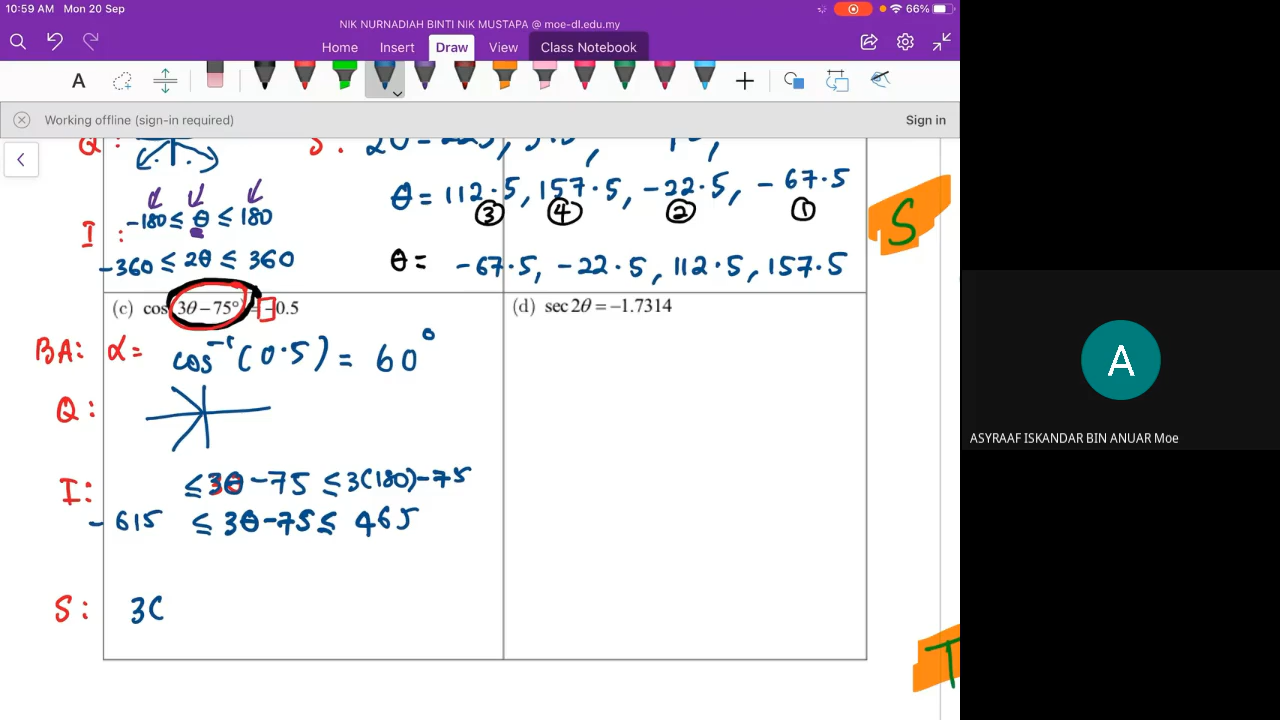 10:59 AM Mon 20 Sep
66%
NIK NURNADIAH BINTI NIK MUSTAPA @ moe-dl.edu.my
Home Insert Draw View Class Notebook
A
Working offline (sign-in required) Sign in
θ = 112.5, 157.5, -22.5, -67.5
③ ④ ② ①
-180 ≤ θ ≤ 180
I :
-360 ≤ 2θ ≤ 360
θ = -67.5, -22.5, 112.5, 157.5
S
(c) cos(3θ – 75°) = –0.5
(d) sec 2θ = –1.7314
BA: α = cos⁻¹(0.5) = 60°
Q:
I: ≤ 3θ - 75 ≤ 3(180) - 75
- 615 ≤ 3θ - 75 ≤ 465
S: 3(
T
A
ASYRAAF ISKANDAR BIN ANUAR Moe